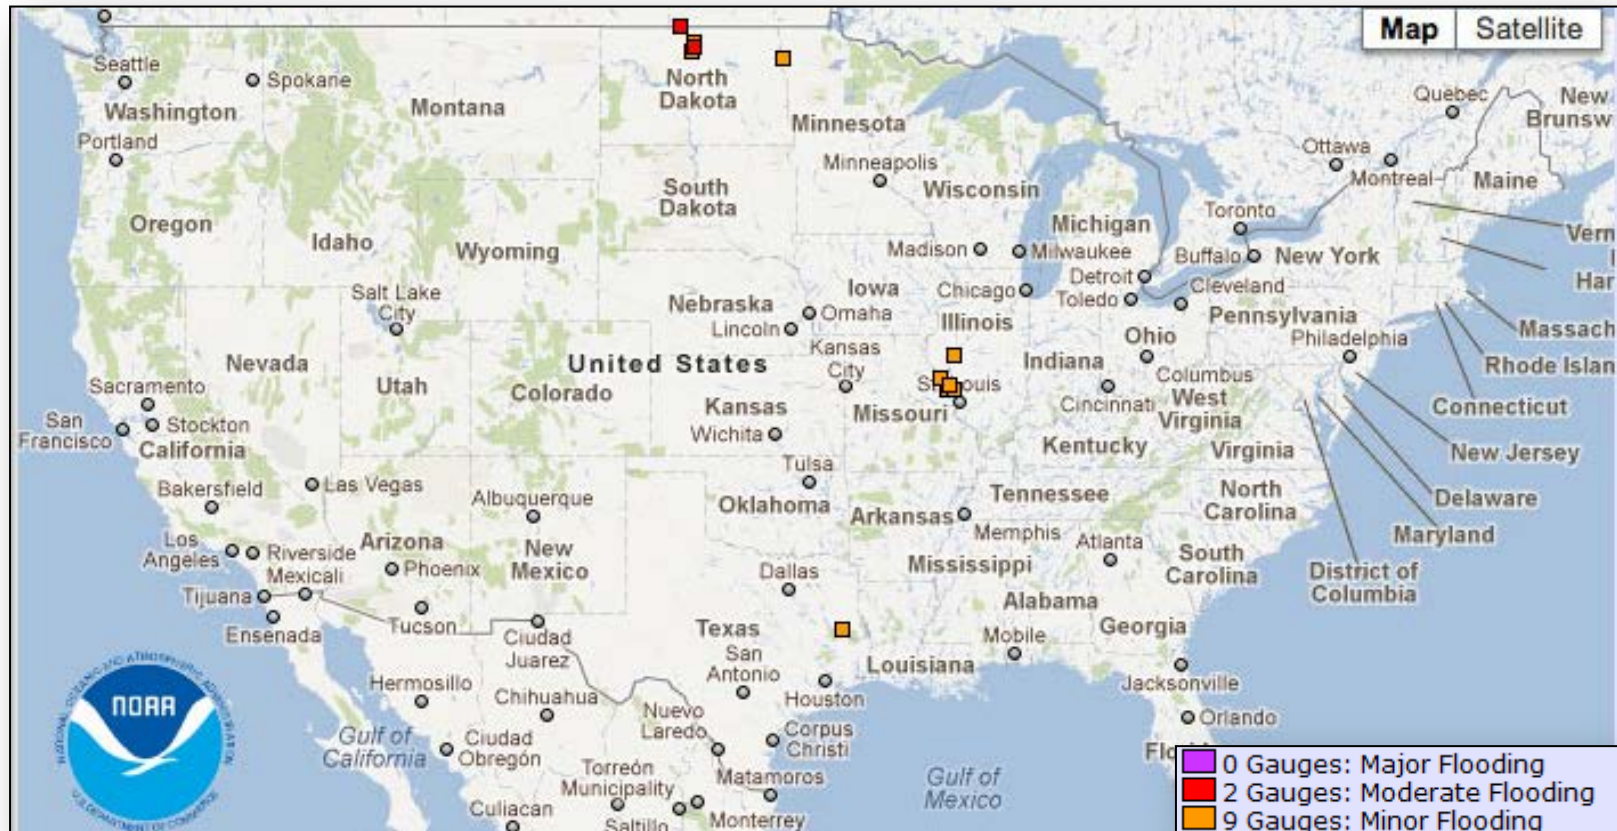 Map
Satellite
Seattle
Spokane
Washington
Montana
North
Dakota
Minnesota
Quebec
New
Brunsw
Portland
Minneapolis
Ottawa
Montreal
Maine
Oregon
Idaho
Wyoming
South
Dakota
Wisconsin
Michigan
Toronto
Vern
Madison
Milwaukee
Buffalo
New York
Har
Salt Lake
City
Nebraska
Iowa
Chicago
Detroit
Toledo
Cleveland
Lincoln
Omaha
Illinois
Pennsylvania
Massach
Nevada
United States
Kansas
City
Indiana
Ohio
Philadelphia
Rhode Islan
Sacramento
Utah
Colorado
Columbus
San
Francisco
Stockton
California
Kansas
Missouri
Cincinnati
West
Virginia
Connecticut
Wichita
Kentucky
Virginia
New Jersey
Bakersfield
Las Vegas
Albuquerque
Tulsa
Oklahoma
Arkansas
Tennessee
Memphis
North
Carolina
Delaware
Maryland
Los
Angeles
Riverside
Mexicali
Arizona
Phoenix
New
Mexico
Dallas
Mississippi
Atlanta
South
Carolina
District of
Columbia
Tijuana
Ensenada
Tucson
Ciudad
Juarez
Texas
San
Antonio
Alabama
Georgia
Mobile
Louisiana
Houston
Jacksonville
NATIONAL OCEANIC AND ATMOSPHERIC ADMINISTRATION
NOAA
U.S. DEPARTMENT OF COMMERCE
Hermosillo
Chihuahua
Nuevo
Laredo
Corpus
Christi
Orlando
Gulf of
California
Ciudad
Obregón
Torreón
Municipality
Matamoros
Gulf of
Mexico
Culiacan
Saltillo
Monterrey
0 Gauges: Major Flooding
2 Gauges: Moderate Flooding
9 Gauges: Minor Flooding